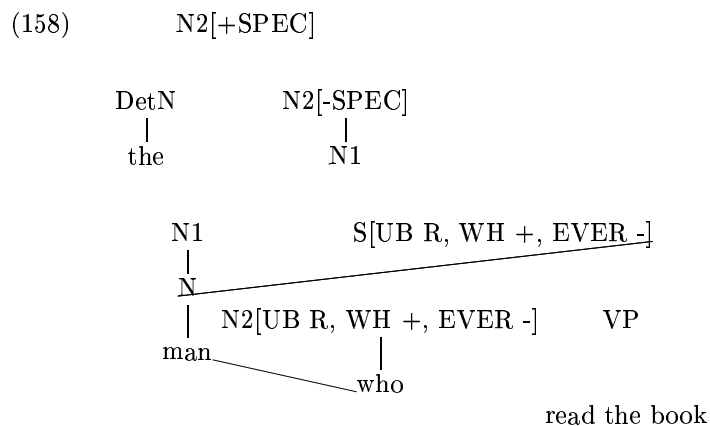 (158) N2[+SPEC]
DetN N2[-SPEC]
the N1
N1 S[UB R, WH +, EVER -]
N
N2[UB R, WH +, EVER -] VP
man
who
read the book